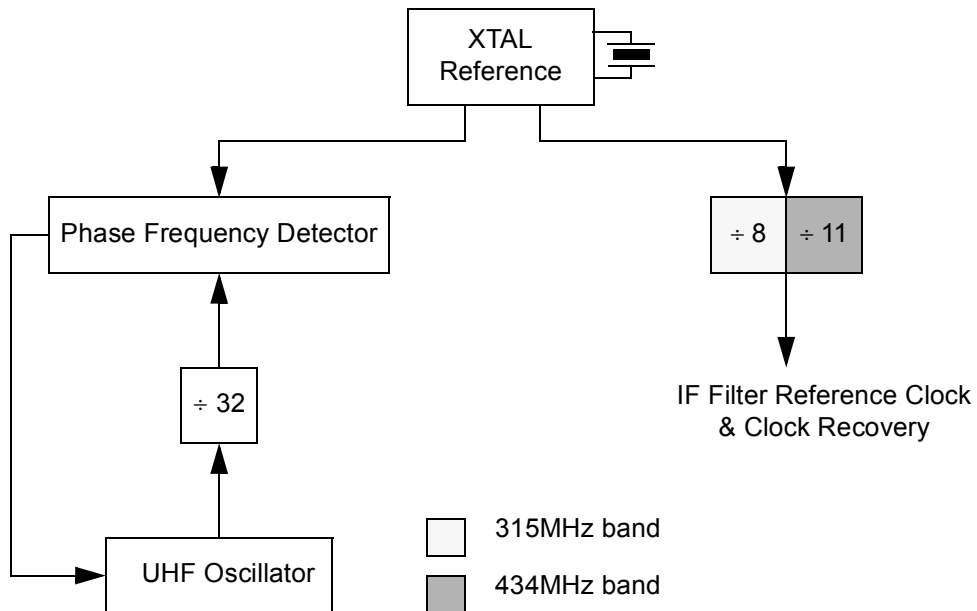 XTAL
Reference
Phase Frequency Detector
÷ 8
÷ 11
÷ 32
IF Filter Reference Clock
& Clock Recovery
UHF Oscillator
315MHz band
434MHz band